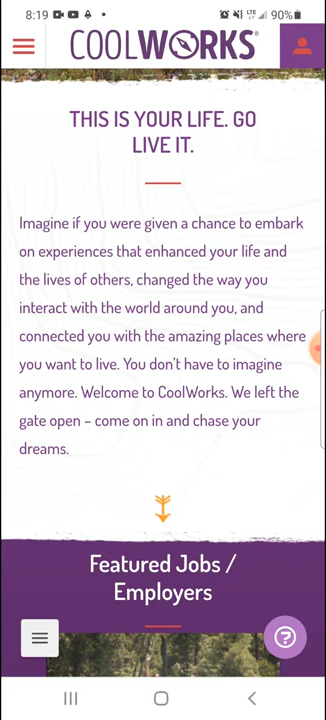 8:19 LTE 90%
COOLWORKS®
THIS IS YOUR LIFE. GO
LIVE IT.
Imagine if you were given a chance to embark
on experiences that enhanced your life and
the lives of others, changed the way you
interact with the world around you, and
connected you with the amazing places where
you want to live. You don't have to imagine
anymore. Welcome to CoolWorks. We left the
gate open – come on in and chase your
dreams.
Featured Jobs /
Employers
?